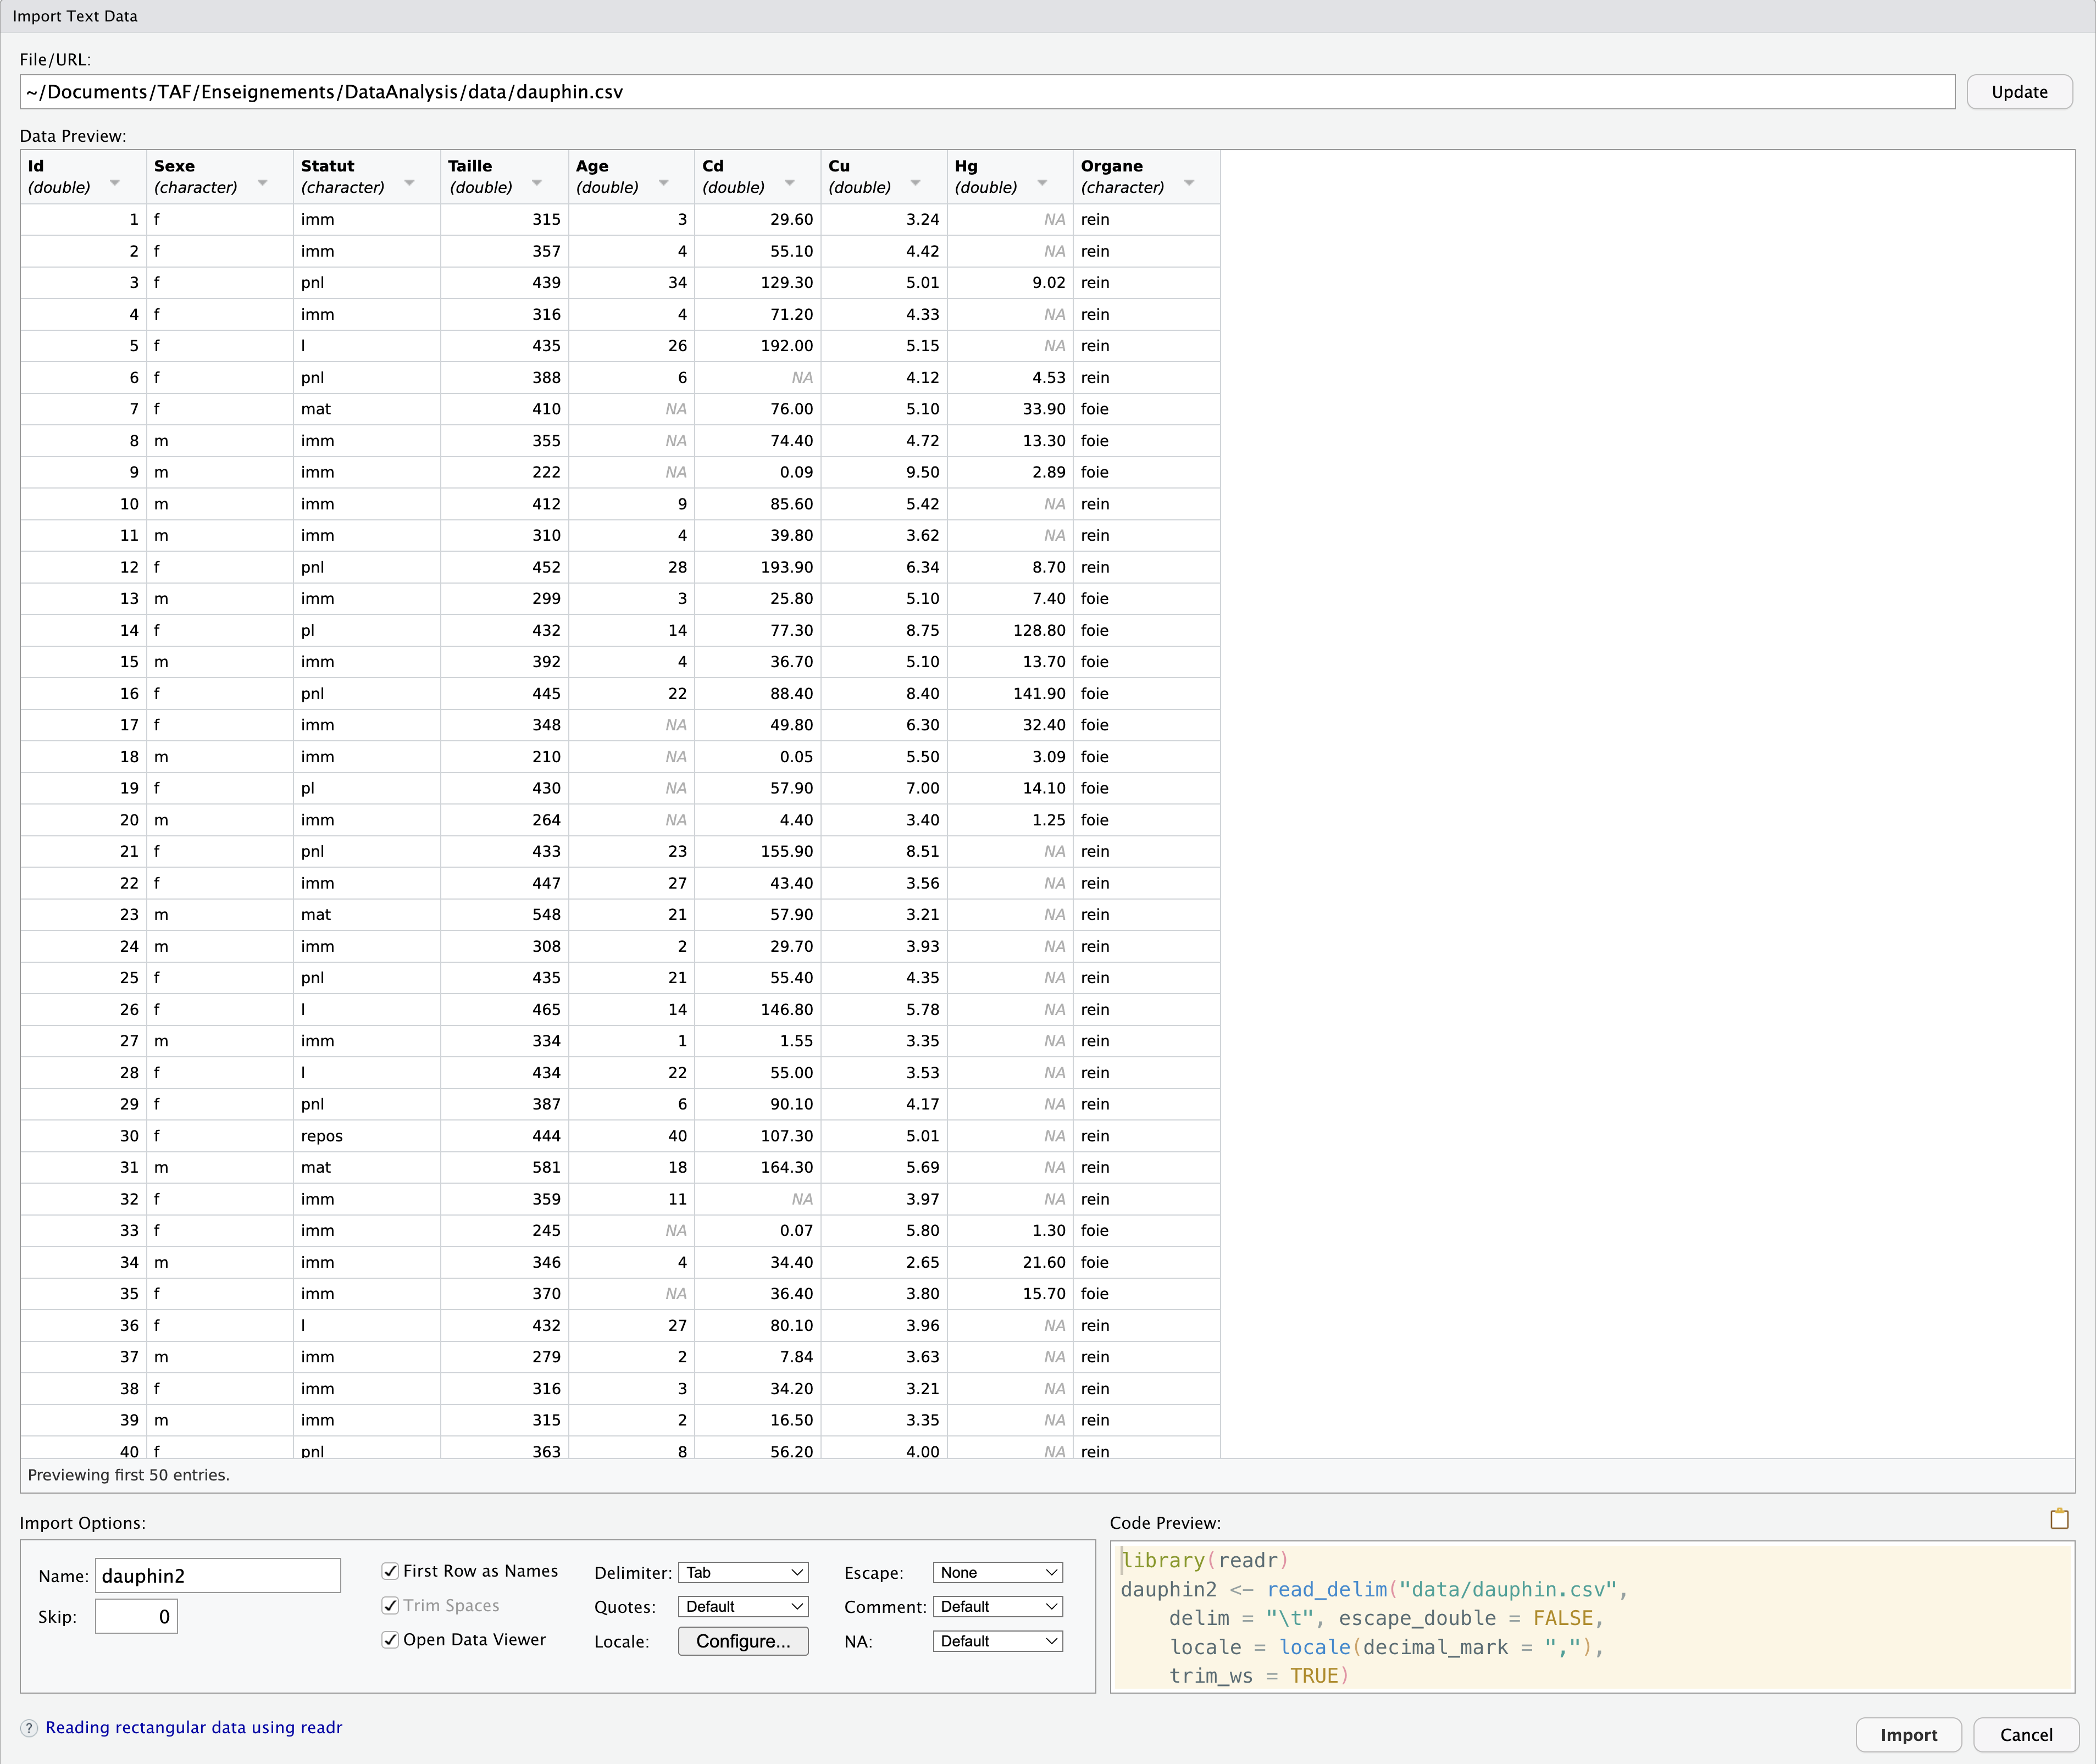 Import Text Data
File/URL:
~/Documents/TAF/Enseignements/DataAnalysis/data/dauphin.csv Update
Data Preview:
Id Sexe Statut Taille Age Cd Cu Hg Organe
(double) (character) (character) (double) (double) (double) (double) (double) (character)
1 f imm 315 3 29.60 3.24 NA rein
2 f imm 357 4 55.10 4.42 NA rein
3 f pnl 439 34 129.30 5.01 9.02 rein
4 f imm 316 4 71.20 4.33 NA rein
5 f l 435 26 192.00 5.15 NA rein
6 f pnl 388 6 NA 4.12 4.53 rein
7 f mat 410 NA 76.00 5.10 33.90 foie
8 m imm 355 NA 74.40 4.72 13.30 foie
9 m imm 222 NA 0.09 9.50 2.89 foie
10 m imm 412 9 85.60 5.42 NA rein
11 m imm 310 4 39.80 3.62 NA rein
12 f pnl 452 28 193.90 6.34 8.70 rein
13 m imm 299 3 25.80 5.10 7.40 foie
14 f pl 432 14 77.30 8.75 128.80 foie
15 m imm 392 4 36.70 5.10 13.70 foie
16 f pnl 445 22 88.40 8.40 141.90 foie
17 f imm 348 NA 49.80 6.30 32.40 foie
18 m imm 210 NA 0.05 5.50 3.09 foie
19 f pl 430 NA 57.90 7.00 14.10 foie
20 m imm 264 NA 4.40 3.40 1.25 foie
21 f pnl 433 23 155.90 8.51 NA rein
22 f imm 447 27 43.40 3.56 NA rein
23 m mat 548 21 57.90 3.21 NA rein
24 m imm 308 2 29.70 3.93 NA rein
25 f pnl 435 21 55.40 4.35 NA rein
26 f l 465 14 146.80 5.78 NA rein
27 m imm 334 1 1.55 3.35 NA rein
28 f l 434 22 55.00 3.53 NA rein
29 f pnl 387 6 90.10 4.17 NA rein
30 f repos 444 40 107.30 5.01 NA rein
31 m mat 581 18 164.30 5.69 NA rein
32 f imm 359 11 NA 3.97 NA rein
33 f imm 245 NA 0.07 5.80 1.30 foie
34 m imm 346 4 34.40 2.65 21.60 foie
35 f imm 370 NA 36.40 3.80 15.70 foie
36 f l 432 27 80.10 3.96 NA rein
37 m imm 279 2 7.84 3.63 NA rein
38 f imm 316 3 34.20 3.21 NA rein
39 m imm 315 2 16.50 3.35 NA rein
40 f pnl 363 8 56.20 4.00 NA rein
Previewing first 50 entries.
Import Options:
Name: dauphin2
Skip: 0
First Row as Names
Trim Spaces
Open Data Viewer
Delimiter: Tab
Quotes: Default
Locale: Configure...
Escape: None
Comment: Default
NA: Default
Code Preview:
library(readr)
dauphin2 <- read_delim("data/dauphin.csv",
delim = "\t", escape_double = FALSE,
locale = locale(decimal_mark = ","),
trim_ws = TRUE)
? Reading rectangular data using readr
Import Cancel